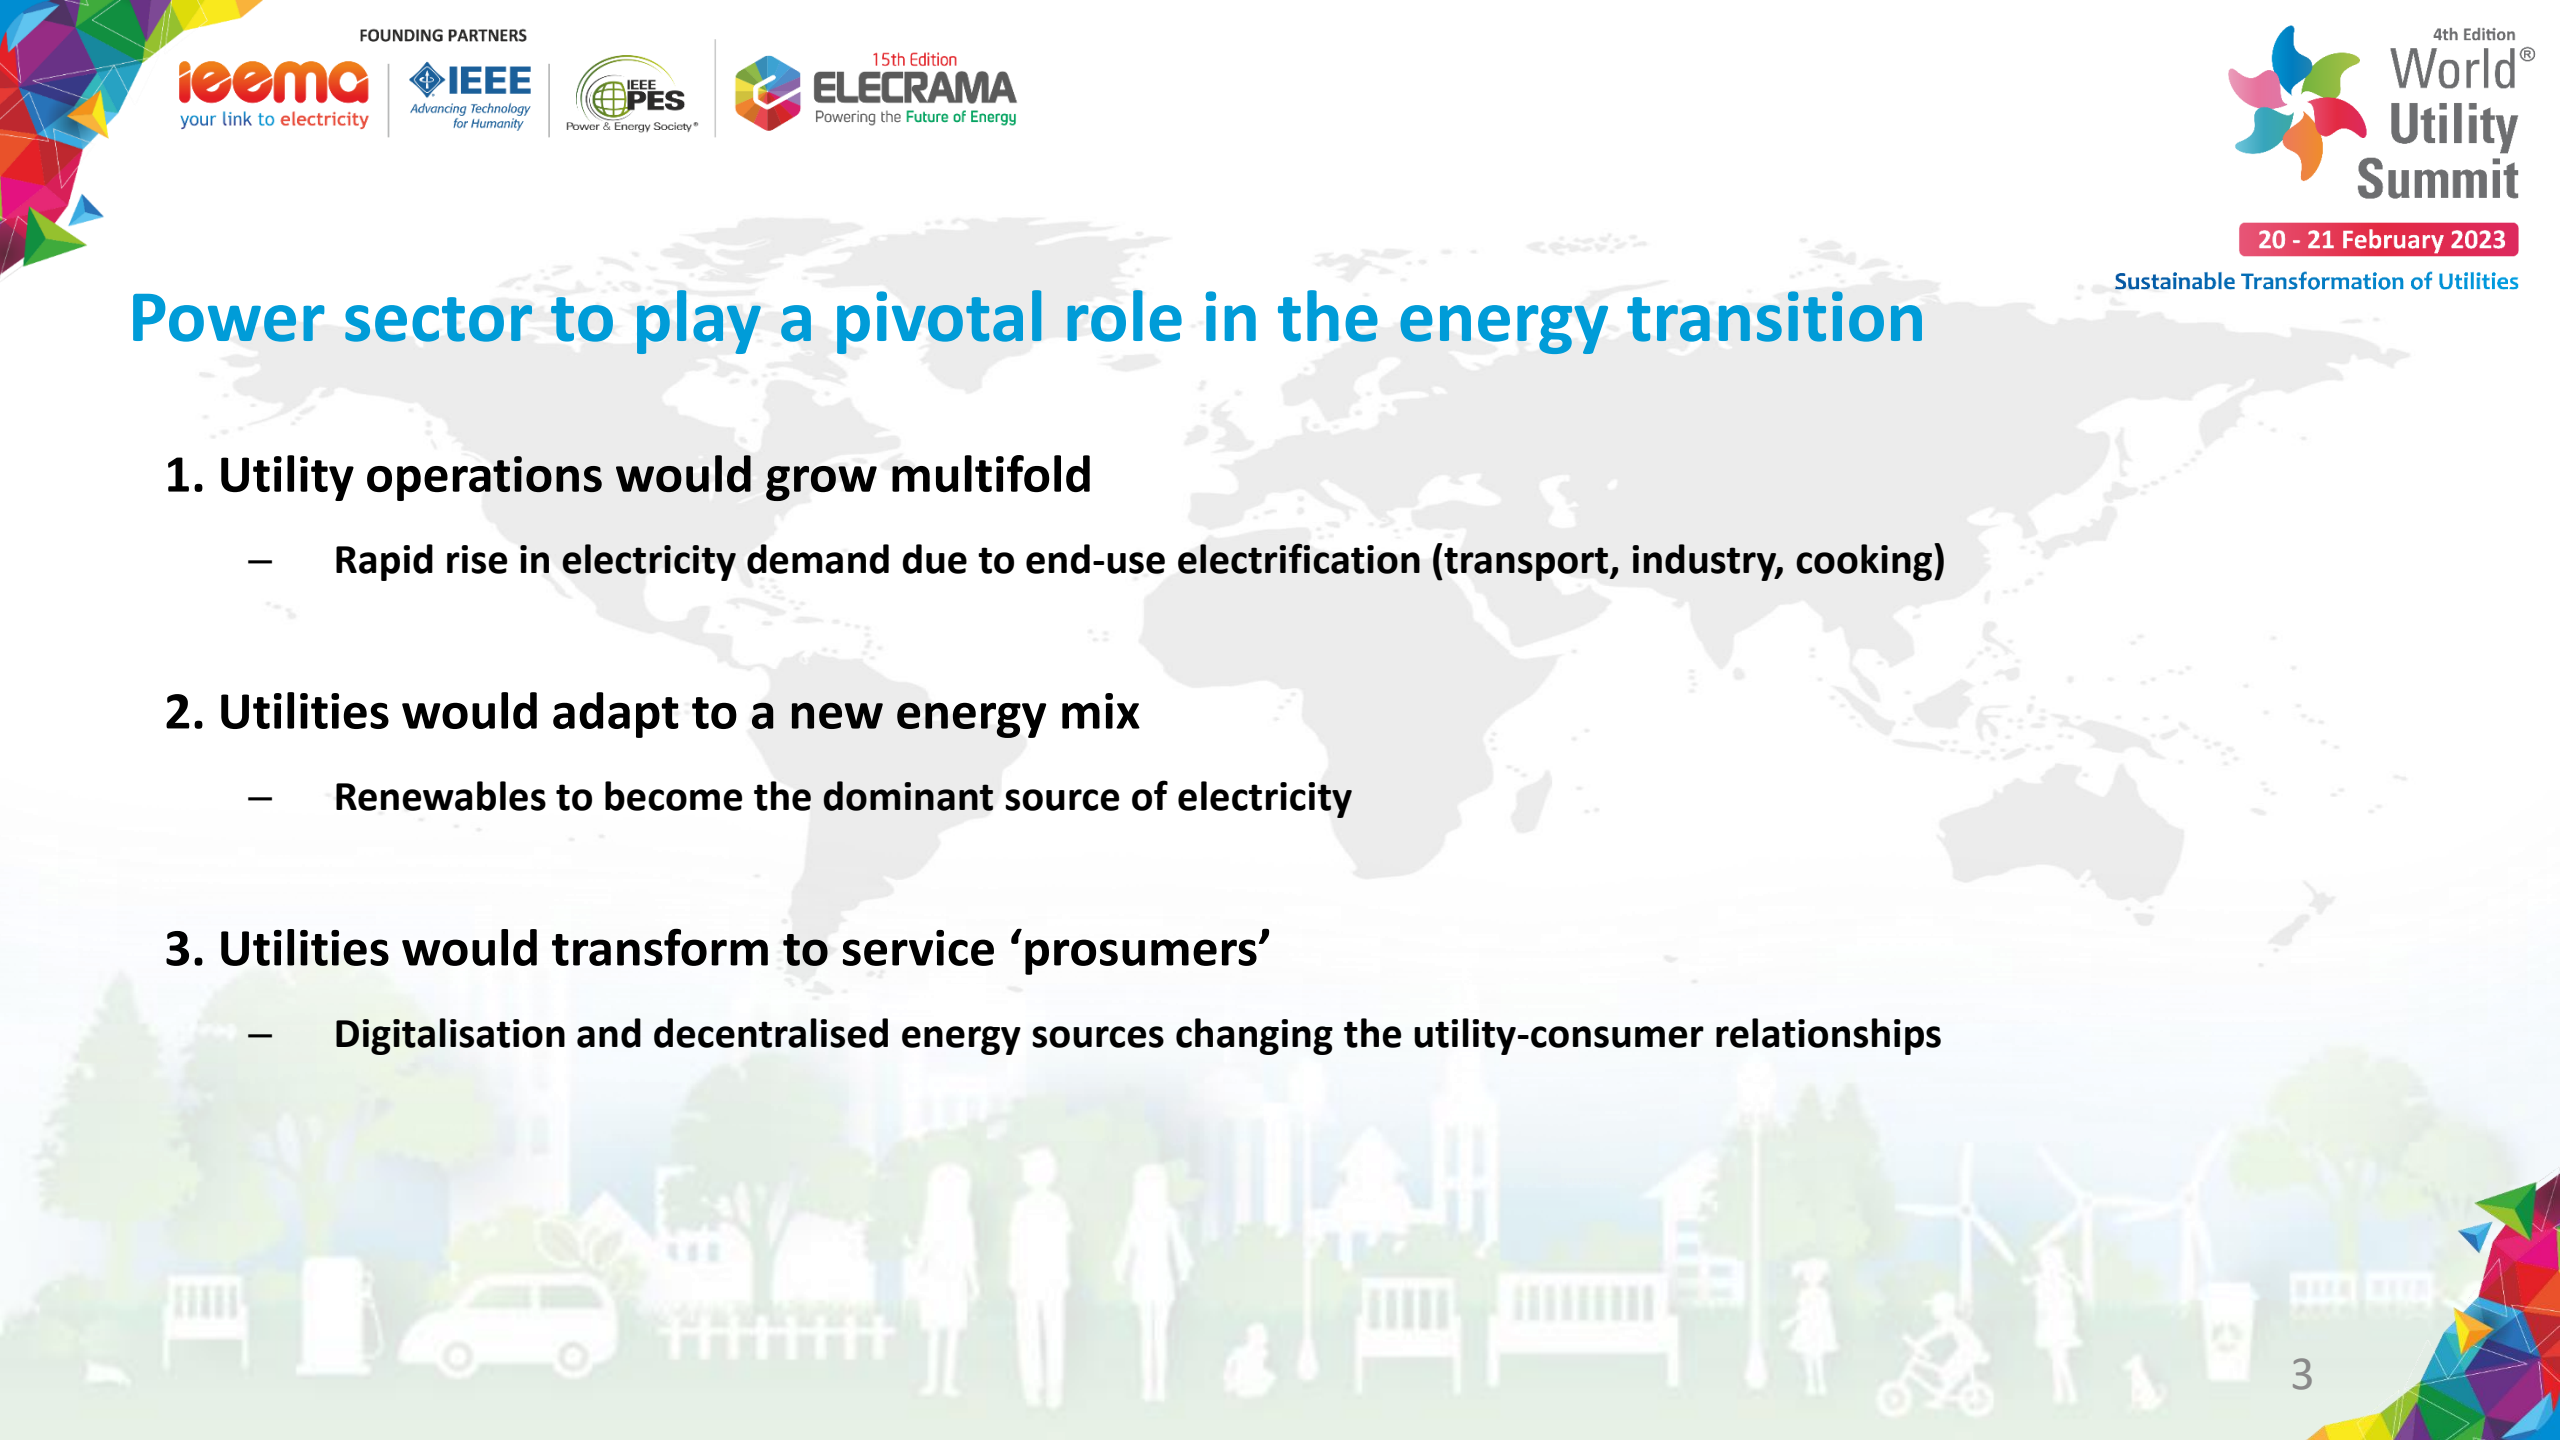 FOUNDING PARTNERS
ieema
your link to electricity
IEEE
Advancing Technology
for Humanity
IEEE
PES
Power & Energy Society®
15th Edition
ELECRAMA
Powering the Future of Energy
4th Edition
World®
Utility
Summit
20 - 21 February 2023
Sustainable Transformation of Utilities
Power sector to play a pivotal role in the energy transition
1. Utility operations would grow multifold
– Rapid rise in electricity demand due to end-use electrification (transport, industry, cooking)
2. Utilities would adapt to a new energy mix
– Renewables to become the dominant source of electricity
3. Utilities would transform to service ‘prosumers’
– Digitalisation and decentralised energy sources changing the utility-consumer relationships
3